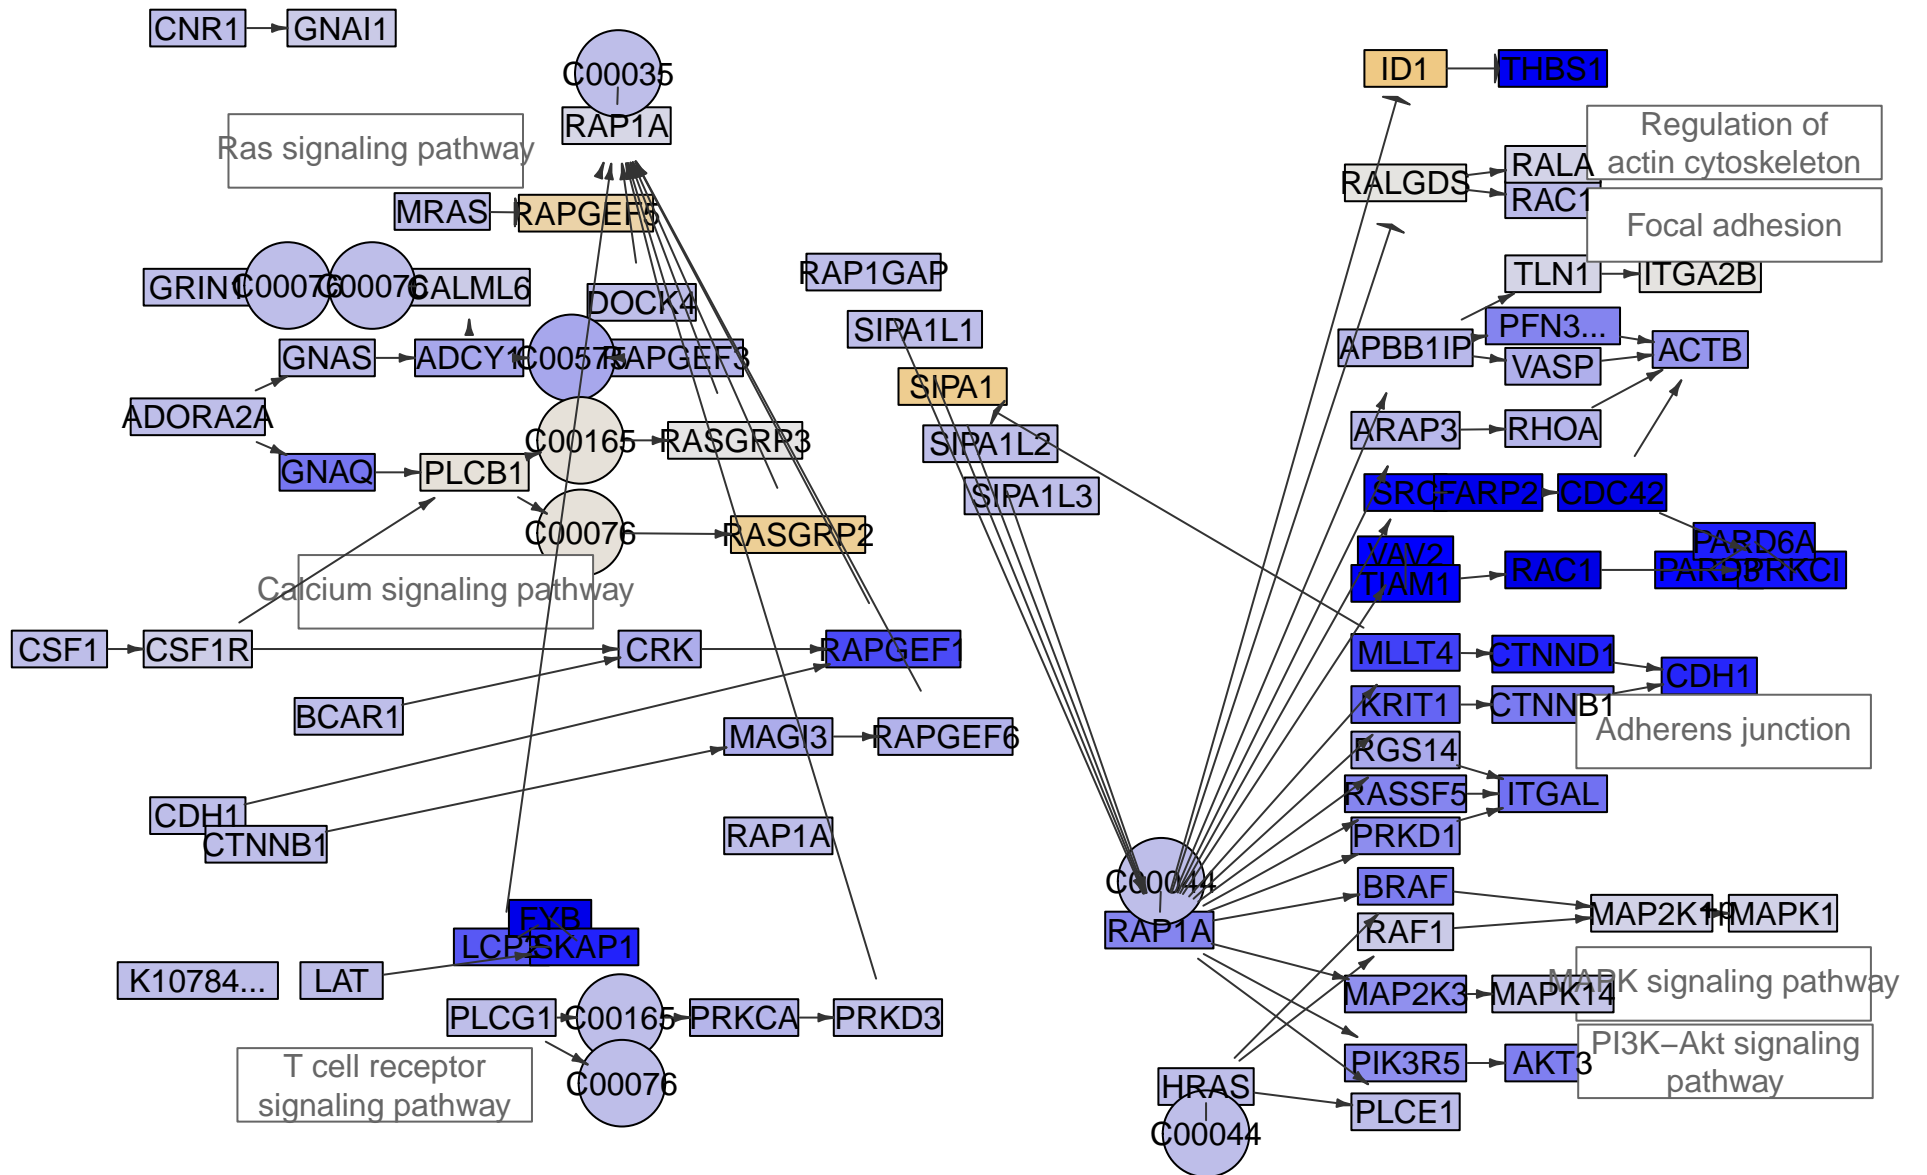 CNR1
GNAI1
C00035
RAP1A
Ras signaling pathway
MRAS
RAPGEF5
GRIN1
C00076
C00076
CALML6
DOCK4
GNAS
ADCY1
C00575
RAPGEF3
ADORA2A
C00165
RASGRP3
GNAQ
PLCB1
C00076
RASGRP2
Calcium signaling pathway
CSF1
CSF1R
CRK
RAPGEF1
BCAR1
MAGI3
RAPGEF6
CDH1
CTNNB1
RAP1A
FYB
LCP2
SKAP1
K10784...
LAT
PLCG1
C00165
PRKCA
PRKD3
C00076
T cell receptor
signaling pathway
RAP1GAP
SIPA1L1
SIPA1
SIPA1L2
SIPA1L3
C00044
RAP1A
HRAS
C00044
ID1
THBS1
Regulation of
actin cytoskeleton
RALGDS
RALA
RAC1
Focal adhesion
TLN1
ITGA2B
APBB1IP
PFN3...
VASP
ACTB
ARAP3
RHOA
SRC
FARP2
CDC42
VAV2
TIAM1
RAC1
PARD6A
PARD3
PRKCI
MLLT4
CTNND1
CDH1
KRIT1
CTNNB1
Adherens junction
RGS14
RASSF5
ITGAL
PRKD1
BRAF
RAF1
MAP2K1
MAPK1
MAPK signaling pathway
MAP2K3
MAPK14
PI3K−Akt signaling
pathway
PIK3R5
AKT3
PLCE1